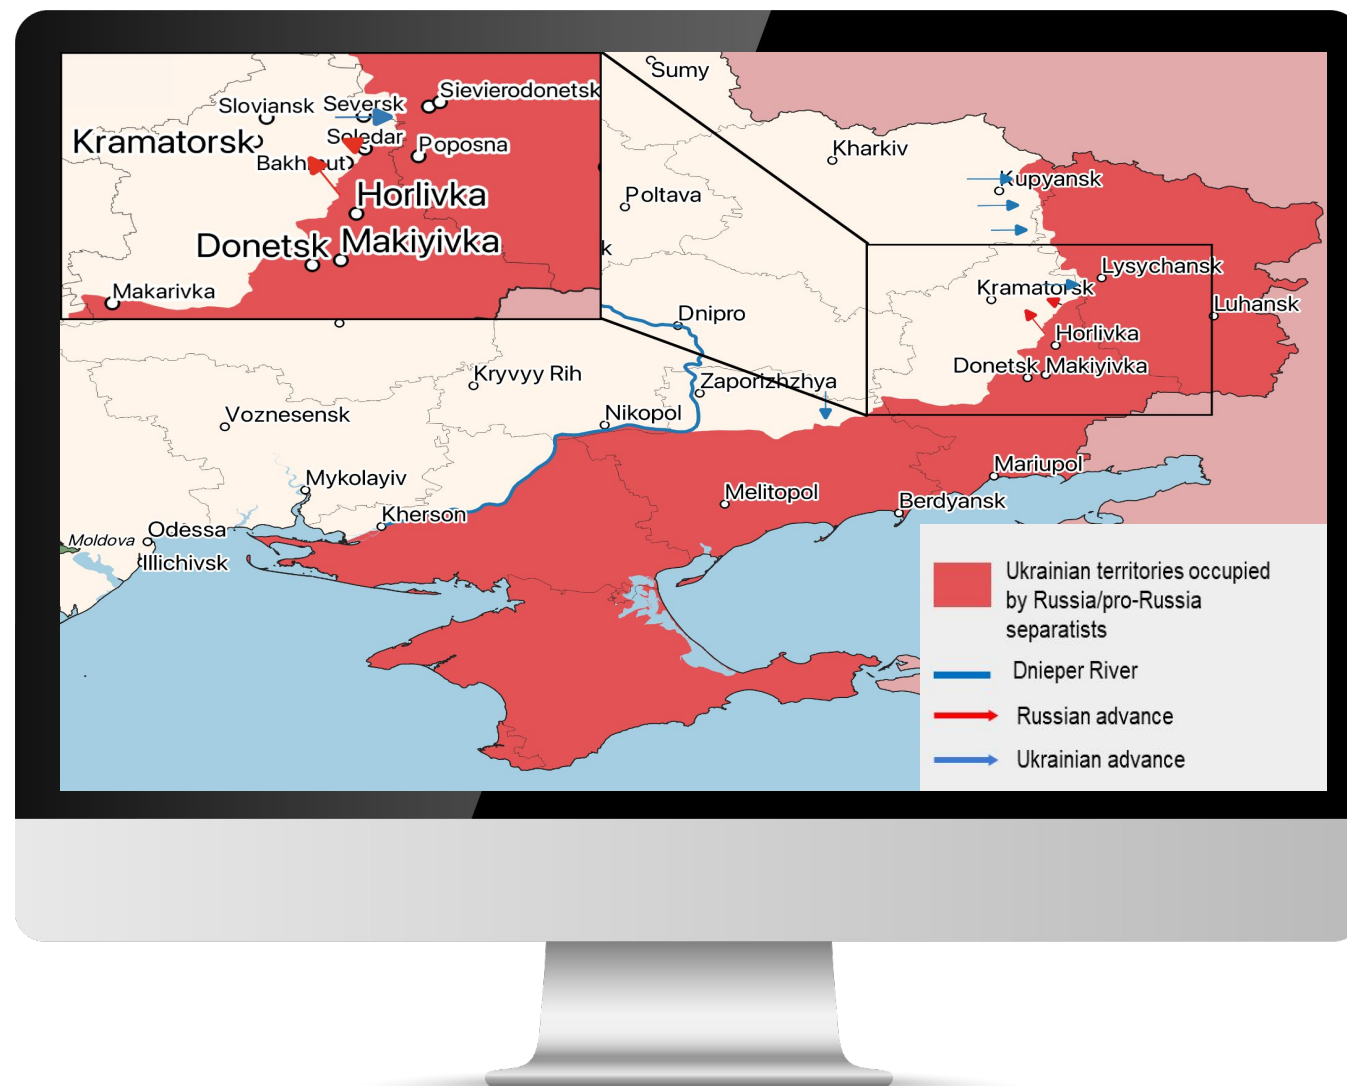 Sloviansk
Seversk
Sievierodonetsk
Kramatorsk
Soledar
Poposna
Bakhmut
Horlivka
Donetsk
Makiyivka
Makarivka
Sumy
Kharkiv
Kupyansk
Poltava
k
Lysychansk
Kramatorsk
Luhansk
Dnipro
Horlivka
Donetsk
Makiyivka
Kryvyy Rih
Zaporizhzhya
Voznesensk
Nikopol
Mykolayiv
Mariupol
Melitopol
Berdyansk
Kherson
Odessa
Moldova
Illichivsk
Ukrainian territories occupied
by Russia/pro-Russia
separatists
Dnieper River
Russian advance
Ukrainian advance